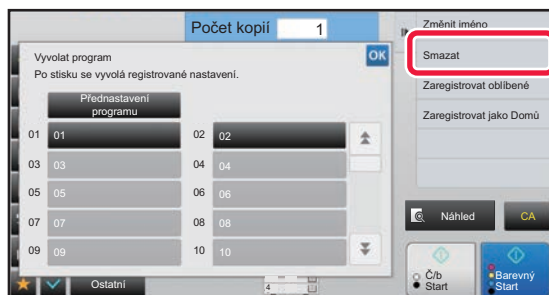 Počet kopií 1
Změnit iméno
Smazat
Zaregistrovat oblíbené
Zaregistrovat jako Domů
Vyvolat program
OK
Po stisku se vyvolá registrované nastavení.
Přednastavení
programu
01 01
02 02
03 03
04 04
05 05
06 06
07 07
08 08
09 09
10 10
Náhled
CA
Ostatní
4
Č/b
Start
Barevný
Start